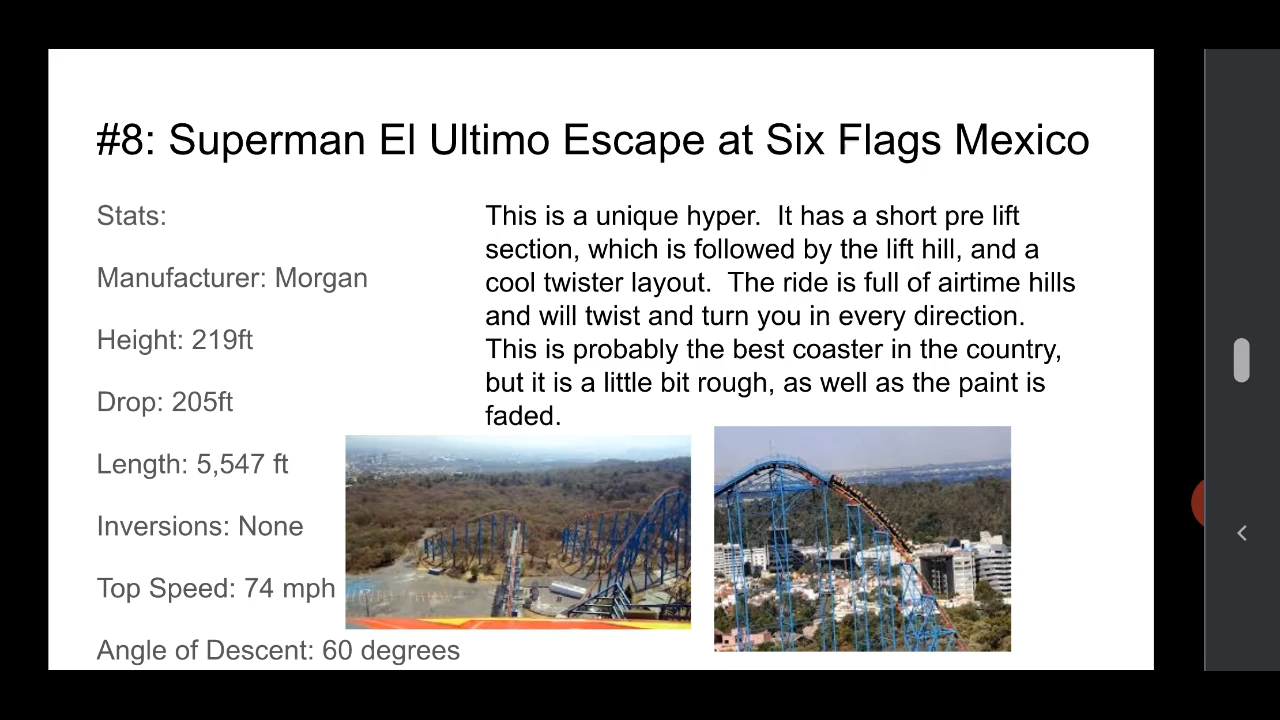 #8: Superman El Ultimo Escape at Six Flags Mexico
Stats:
Manufacturer: Morgan
Height: 219ft
Drop: 205ft
Length: 5,547 ft
Inversions: None
Top Speed: 74 mph
Angle of Descent: 60 degrees
This is a unique hyper.  It has a short pre lift
section, which is followed by the lift hill, and a
cool twister layout.  The ride is full of airtime hills
and will twist and turn you in every direction.
This is probably the best coaster in the country,
but it is a little bit rough, as well as the paint is
faded.